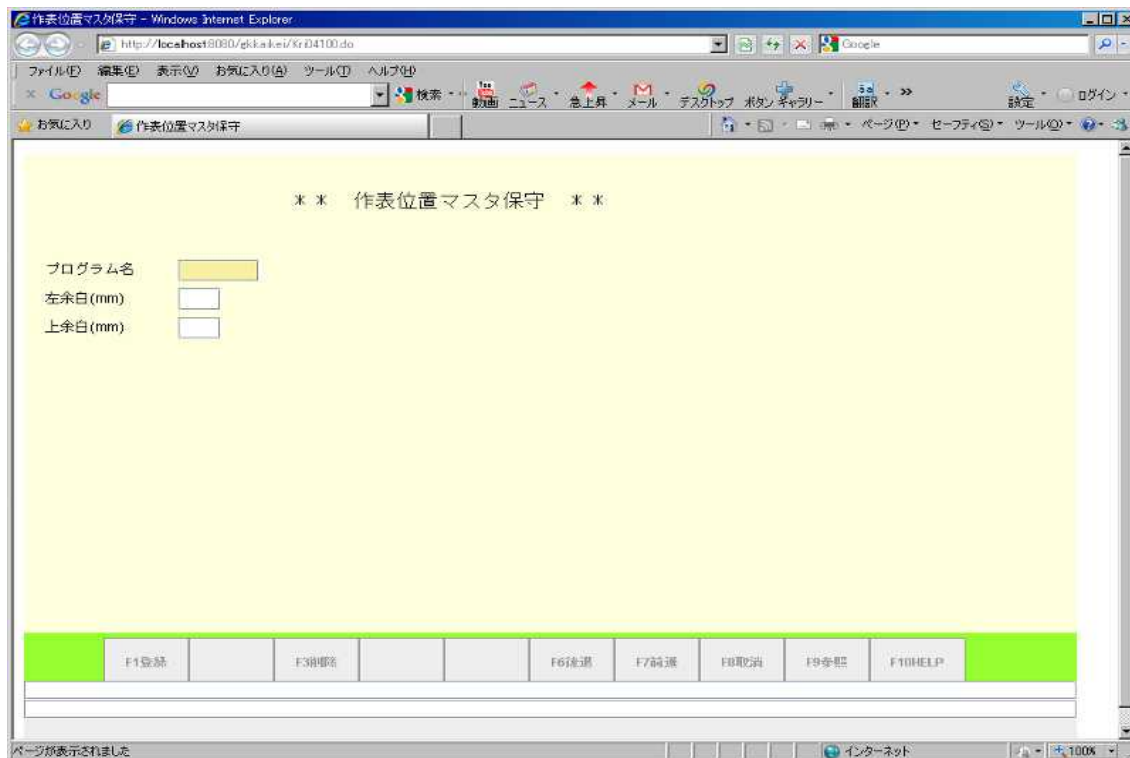 作表位置マスタ保守 - Windows Internet Explorer
http://localhost:8080/gkkaikei/Kri04100.do
Google
ファイル(F) 編集(E) 表示(V) お気に入り(A) ツール(T) ヘルプ(H)
× Google 検索 動画 ニュース 急上昇 メール デスクトップ ボタン ギャラリー 翻訳 » 設定 ログイン
お気に入り 作表位置マスタ保守 ページ(P) セーフティ(S) ツール(O)
** 作表位置マスタ保守 **
プログラム名
左余白(mm)
上余白(mm)
F1登録 F3削除 F6後退 F7前進 F8取消 F9参照 F10HELP
ページが表示されました インターネット 100%